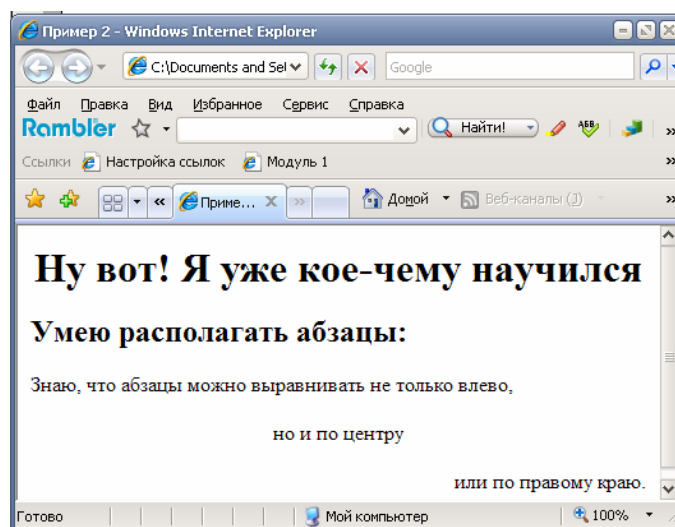 Пример 2 - Windows Internet Explorer
C:\Documents and Sel
Google
Файл Правка Вид Избранное Сервис Справка
Rambler Найти! АБВ
Ссылки Настройка ссылок Модуль 1
Приме... Домой Веб-каналы (J)
Ну вот! Я уже кое-чему научился
Умею располагать абзацы:
Знаю, что абзацы можно выравнивать не только влево,
но и по центру
или по правому краю.
Готово Мой компьютер 100%